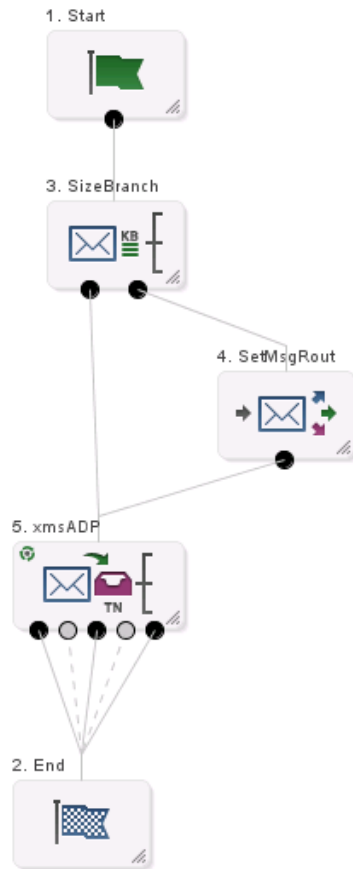 1. Start
3. SizeBranch
KB
4. SetMsgRout
5. xmsADP
TN
2. End